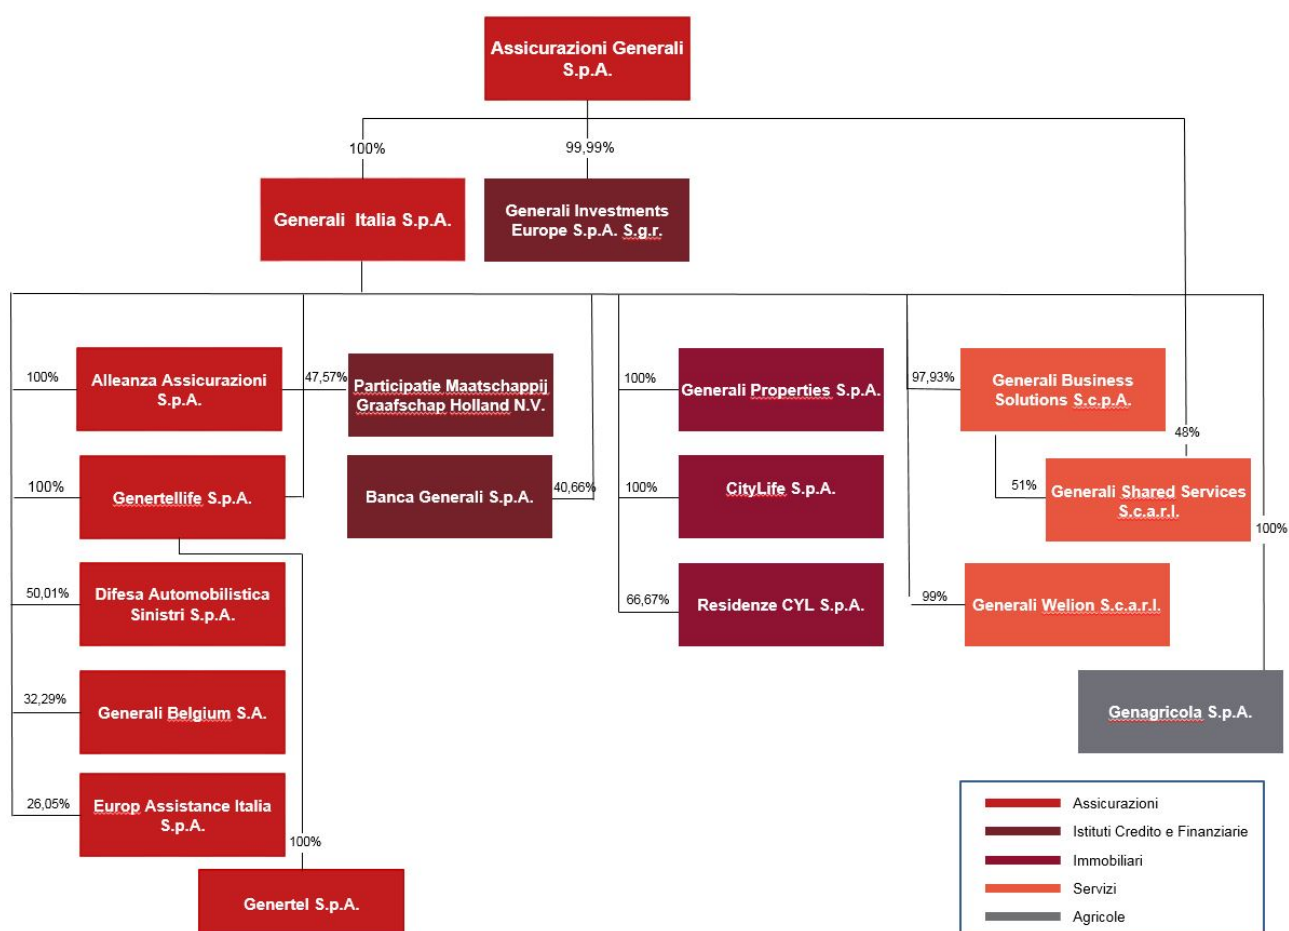 Assicurazioni Generali
S.p.A.
100%
99,99%
Generali Italia S.p.A.
Generali Investments
Europe S.p.A. S.g.r.
100%
Alleanza Assicurazioni
S.p.A.
47,57%
Participatie Maatschappij
Graafschap Holland N.V.
100%
Generali Properties S.p.A.
97,93%
Generali Business
Solutions S.c.p.A.
48%
100%
Genertellife S.p.A.
Banca Generali S.p.A.
40,66%
100%
CityLife S.p.A.
51%
Generali Shared Services
S.c.a.r.l.
100%
50,01%
Difesa Automobilistica
Sinistri S.p.A.
66,67%
Residenze CYL S.p.A.
99%
Generali Welion S.c.a.r.l.
32,29%
Generali Belgium S.A.
Genagricola S.p.A.
26,05%
Europ Assistance Italia
S.p.A.
100%
Genertel S.p.A.
Assicurazioni
Istituti Credito e Finanziarie
Immobiliari
Servizi
Agricole